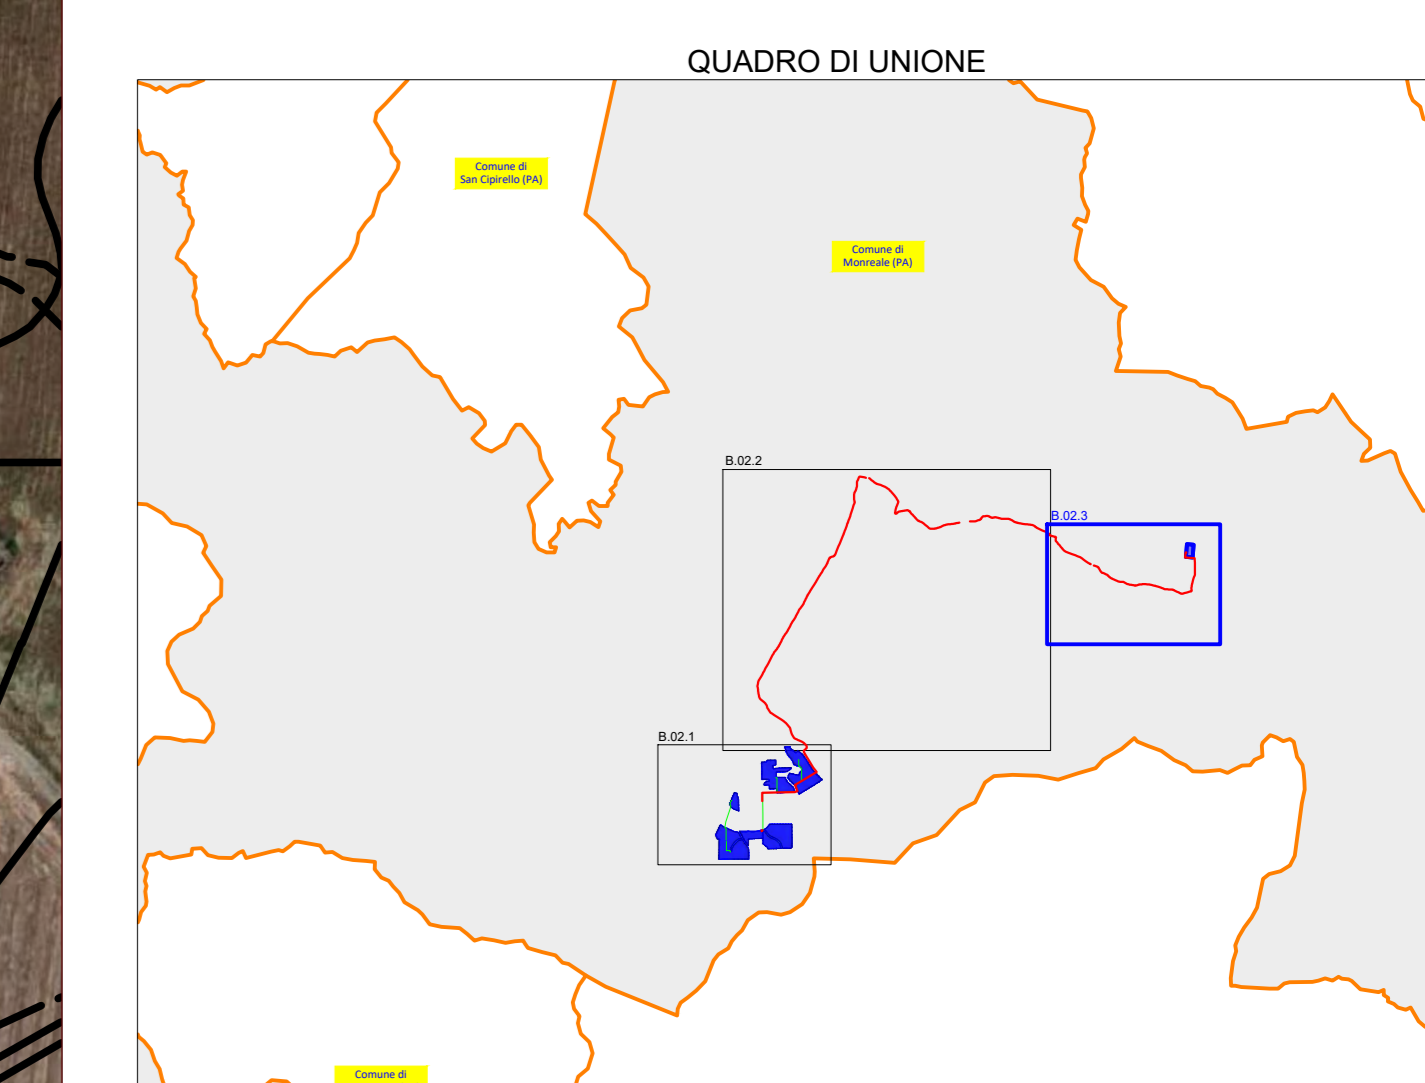 QUADRO DI UNIONE
Comune di
San Cipirello (PA)
Comune di
Monreale (PA)
B.02.2
B.02.3
B.02.1
Comune di